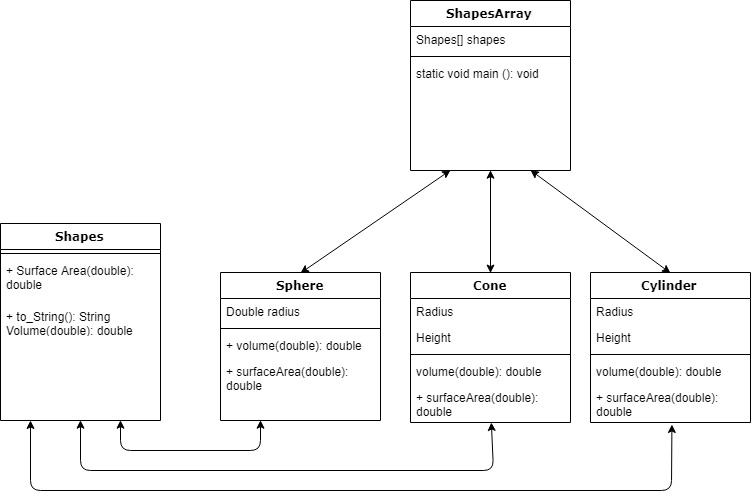 ShapesArray
Shapes[] shapes
static void main (): void
Shapes
+ Surface Area(double):
double
+ to_String(): String
Volume(double): double
Sphere
Double radius
+ volume(double): double
+ surfaceArea(double):
double
Cone
Radius
Height
volume(double): double
+ surfaceArea(double):
double
Cylinder
Radius
Height
volume(double): double
+ surfaceArea(double):
double